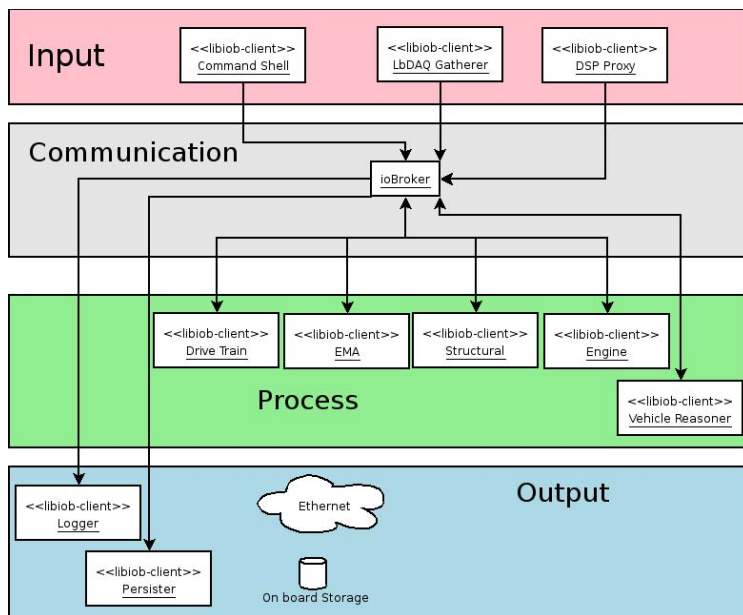 Input
<<libiob-client>>
Command Shell
<<libiob-client>>
LbDAQ Gatherer
<<libiob-client>>
DSP Proxy
Communication
ioBroker
<<libiob-client>>
Drive Train
<<libiob-client>>
EMA
<<libiob-client>>
Structural
<<libiob-client>>
Engine
Process
<<libiob-client>>
Vehicle Reasoner
Output
<<libiob-client>>
Logger
Ethernet
<<libiob-client>>
Persister
On board Storage